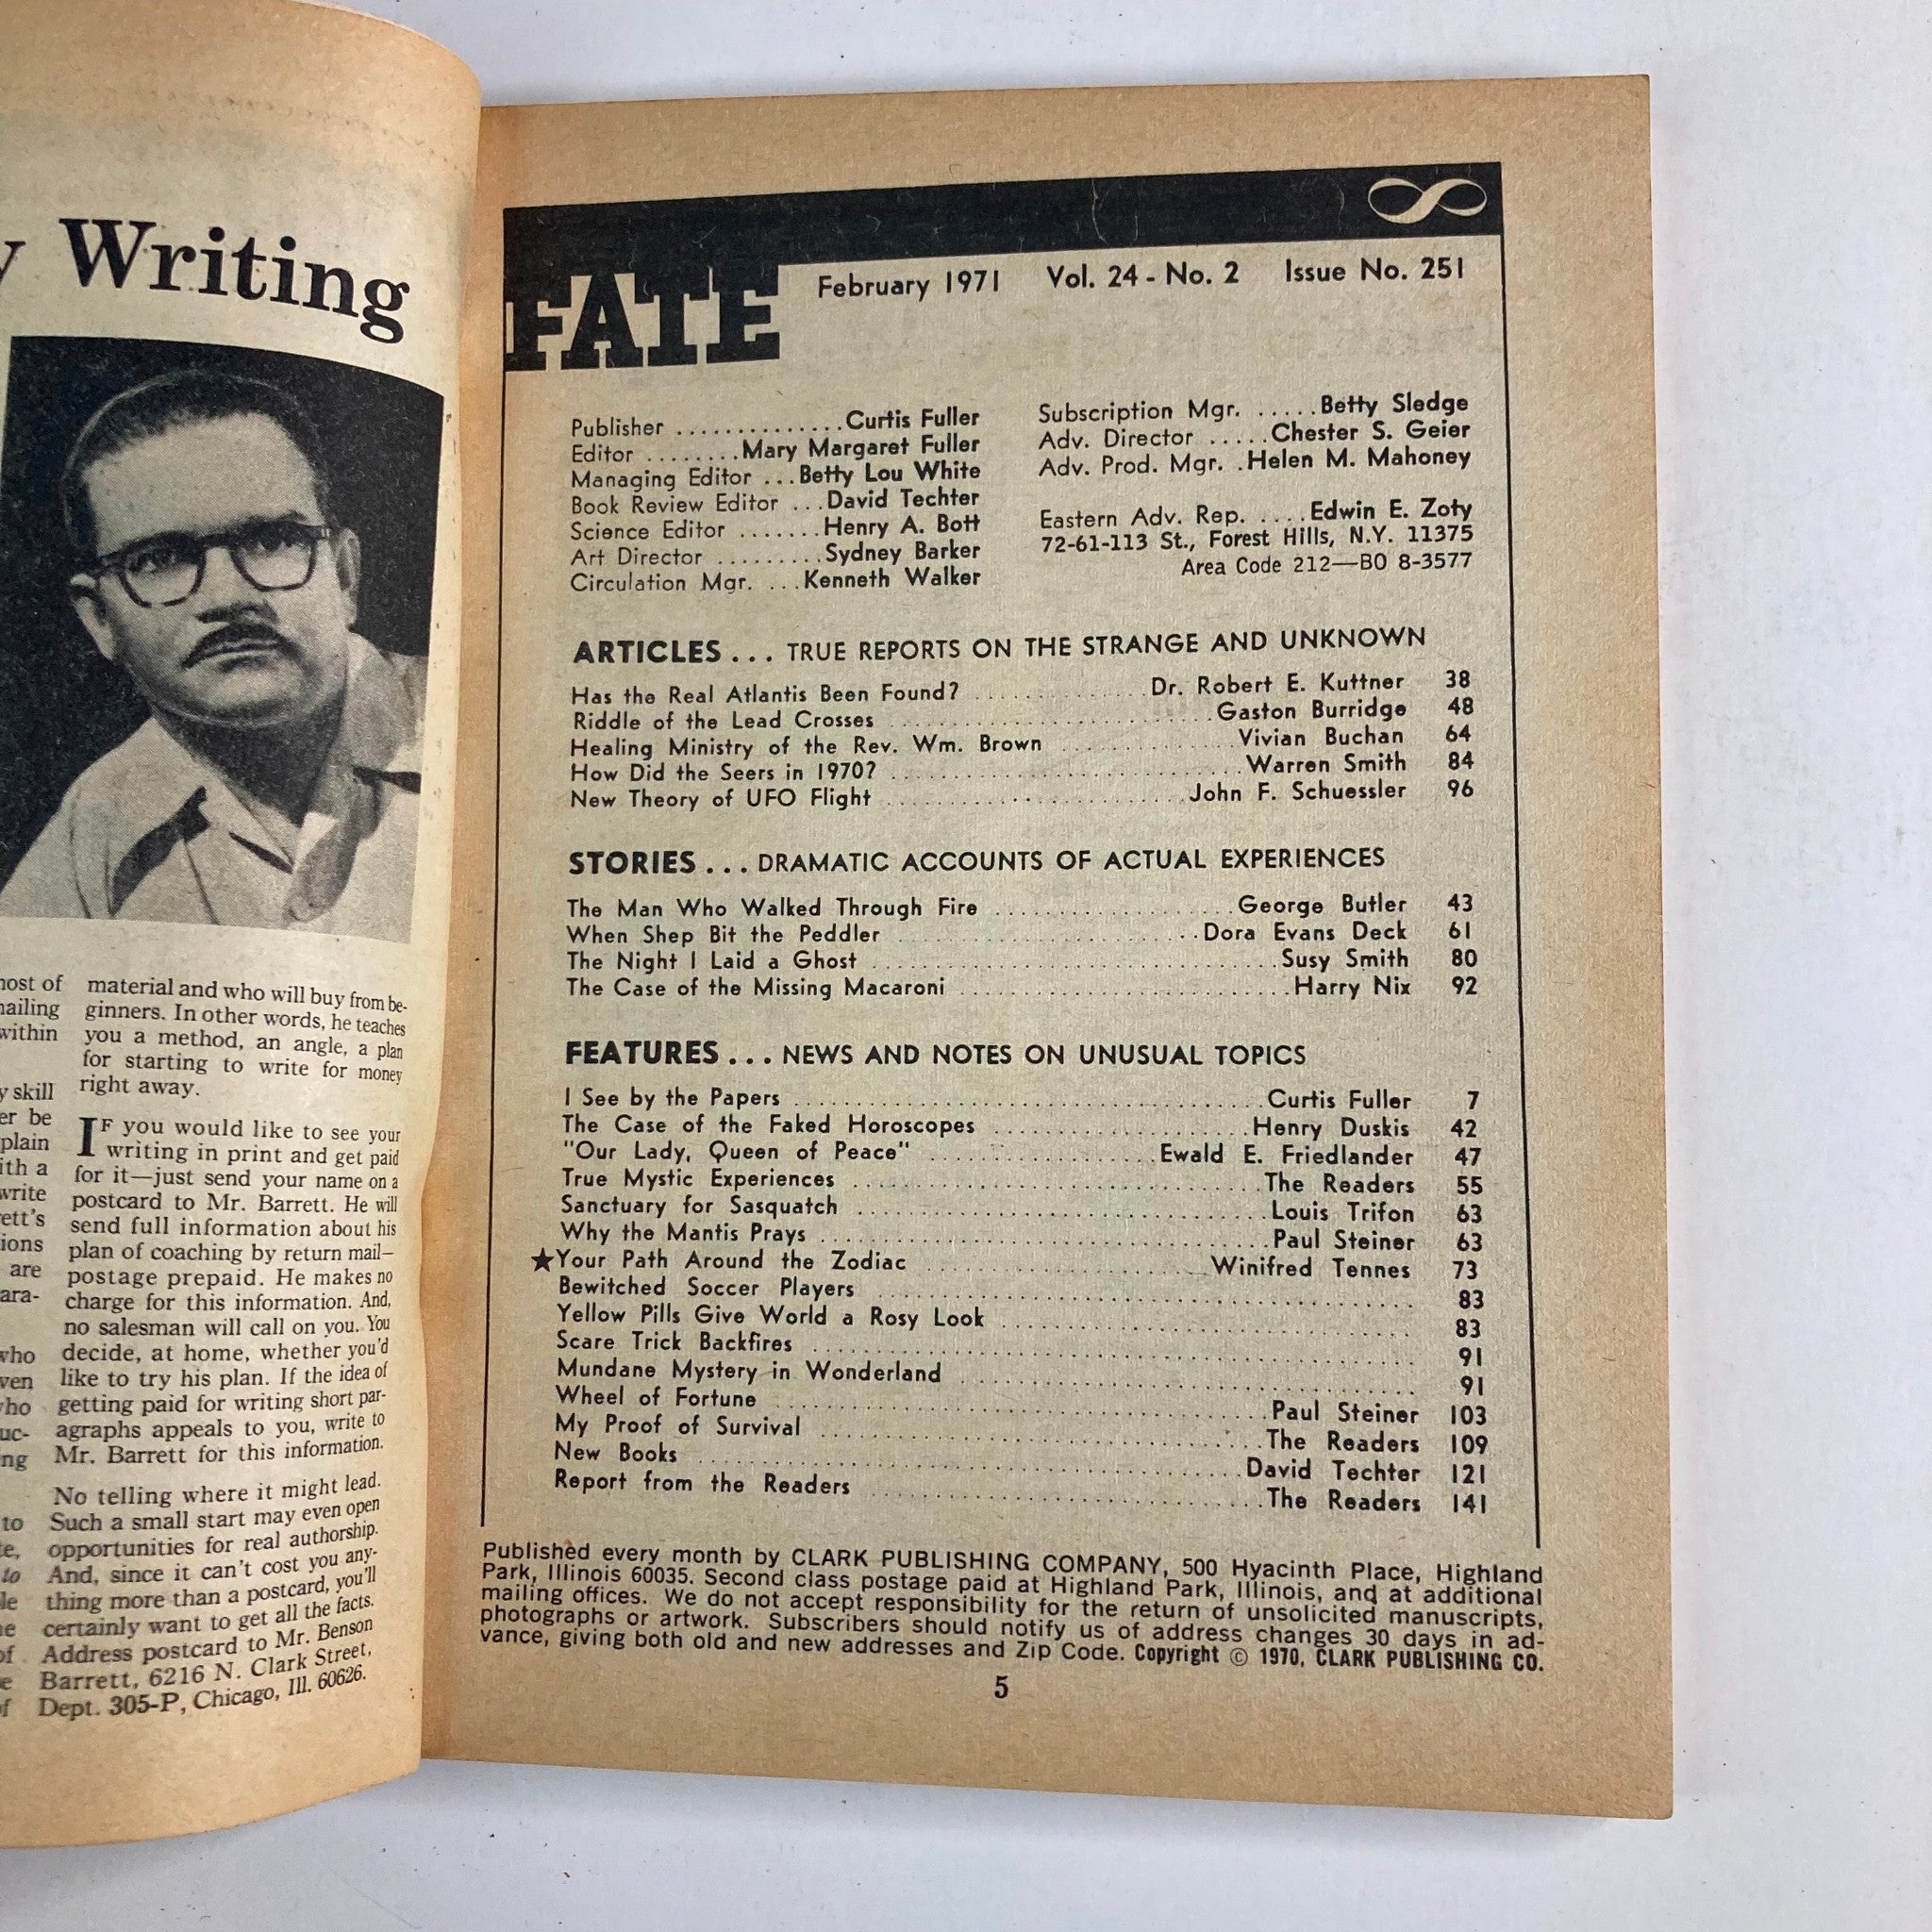 Writing
most of
mailing
within
y skill
er be
plain
ith a
write
ett's
ions
are
ara-
who
ven
who
uc-
ng
to
te,
to
le
ne
of
e
of
material and who will buy from be-
ginners. In other words, he teaches
you a method, an angle, a plan
for starting to write for money
right away.
IF you would like to see your
writing in print and get paid
for it—just send your name on a
postcard to Mr. Barrett. He will
send full information about his
plan of coaching by return mail—
postage prepaid. He makes no
charge for this information. And,
no salesman will call on you. You
decide, at home, whether you'd
like to try his plan. If the idea of
getting paid for writing short par-
agraphs appeals to you, write to
Mr. Barrett for this information.
No telling where it might lead.
Such a small start may even open
opportunities for real authorship.
And, since it can't cost you any-
thing more than a postcard, you'll
certainly want to get all the facts.
Address postcard to Mr. Benson
Barrett, 6216 N. Clark Street,
Dept. 305-P, Chicago, Ill. 60626.
FATE February 1971 Vol. 24 - No. 2 Issue No. 251
Publisher .............. Curtis Fuller
Editor ........ Mary Margaret Fuller
Managing Editor ... Betty Lou White
Book Review Editor ... David Techter
Science Editor ....... Henry A. Bott
Art Director ......... Sydney Barker
Circulation Mgr. ... Kenneth Walker
Subscription Mgr. ..... Betty Sledge
Adv. Director ..... Chester S. Geier
Adv. Prod. Mgr. . Helen M. Mahoney
Eastern Adv. Rep. .... Edwin E. Zoty
72-61-113 St., Forest Hills, N.Y. 11375
Area Code 212—BO 8-3577
ARTICLES ... TRUE REPORTS ON THE STRANGE AND UNKNOWN
Has the Real Atlantis Been Found? .............. Dr. Robert E. Kuttner 38
Riddle of the Lead Crosses .......................... Gaston Burridge 48
Healing Ministry of the Rev. Wm. Brown .............. Vivian Buchan 64
How Did the Seers in 1970? ............................ Warren Smith 84
New Theory of UFO Flight ........................ John F. Schuessler 96
STORIES ... DRAMATIC ACCOUNTS OF ACTUAL EXPERIENCES
The Man Who Walked Through Fire ................... George Butler 43
When Shep Bit the Peddler ........................ Dora Evans Deck 61
The Night I Laid a Ghost ................................ Susy Smith 80
The Case of the Missing Macaroni .......................... Harry Nix 92
FEATURES ... NEWS AND NOTES ON UNUSUAL TOPICS
I See by the Papers .................................... Curtis Fuller 7
The Case of the Faked Horoscopes .................... Henry Duskis 42
"Our Lady, Queen of Peace" .................. Ewald E. Friedlander 47
True Mystic Experiences ................................ The Readers 55
Sanctuary for Sasquatch ................................ Louis Trifon 63
Why the Mantis Prays .................................. Paul Steiner 63
★Your Path Around the Zodiac ...................... Winifred Tennes 73
Bewitched Soccer Players .......................................... 83
Yellow Pills Give World a Rosy Look ................................ 83
Scare Trick Backfires .............................................. 91
Mundane Mystery in Wonderland .................................... 91
Wheel of Fortune ...................................... Paul Steiner 103
My Proof of Survival .................................. The Readers 109
New Books ............................................ David Techter 121
Report from the Readers ................................ The Readers 141
Published every month by CLARK PUBLISHING COMPANY, 500 Hyacinth Place, Highland
Park, Illinois 60035. Second class postage paid at Highland Park, Illinois, and at additional
mailing offices. We do not accept responsibility for the return of unsolicited manuscripts,
photographs or artwork. Subscribers should notify us of address changes 30 days in ad-
vance, giving both old and new addresses and Zip Code. Copyright © 1970, CLARK PUBLISHING CO.
5